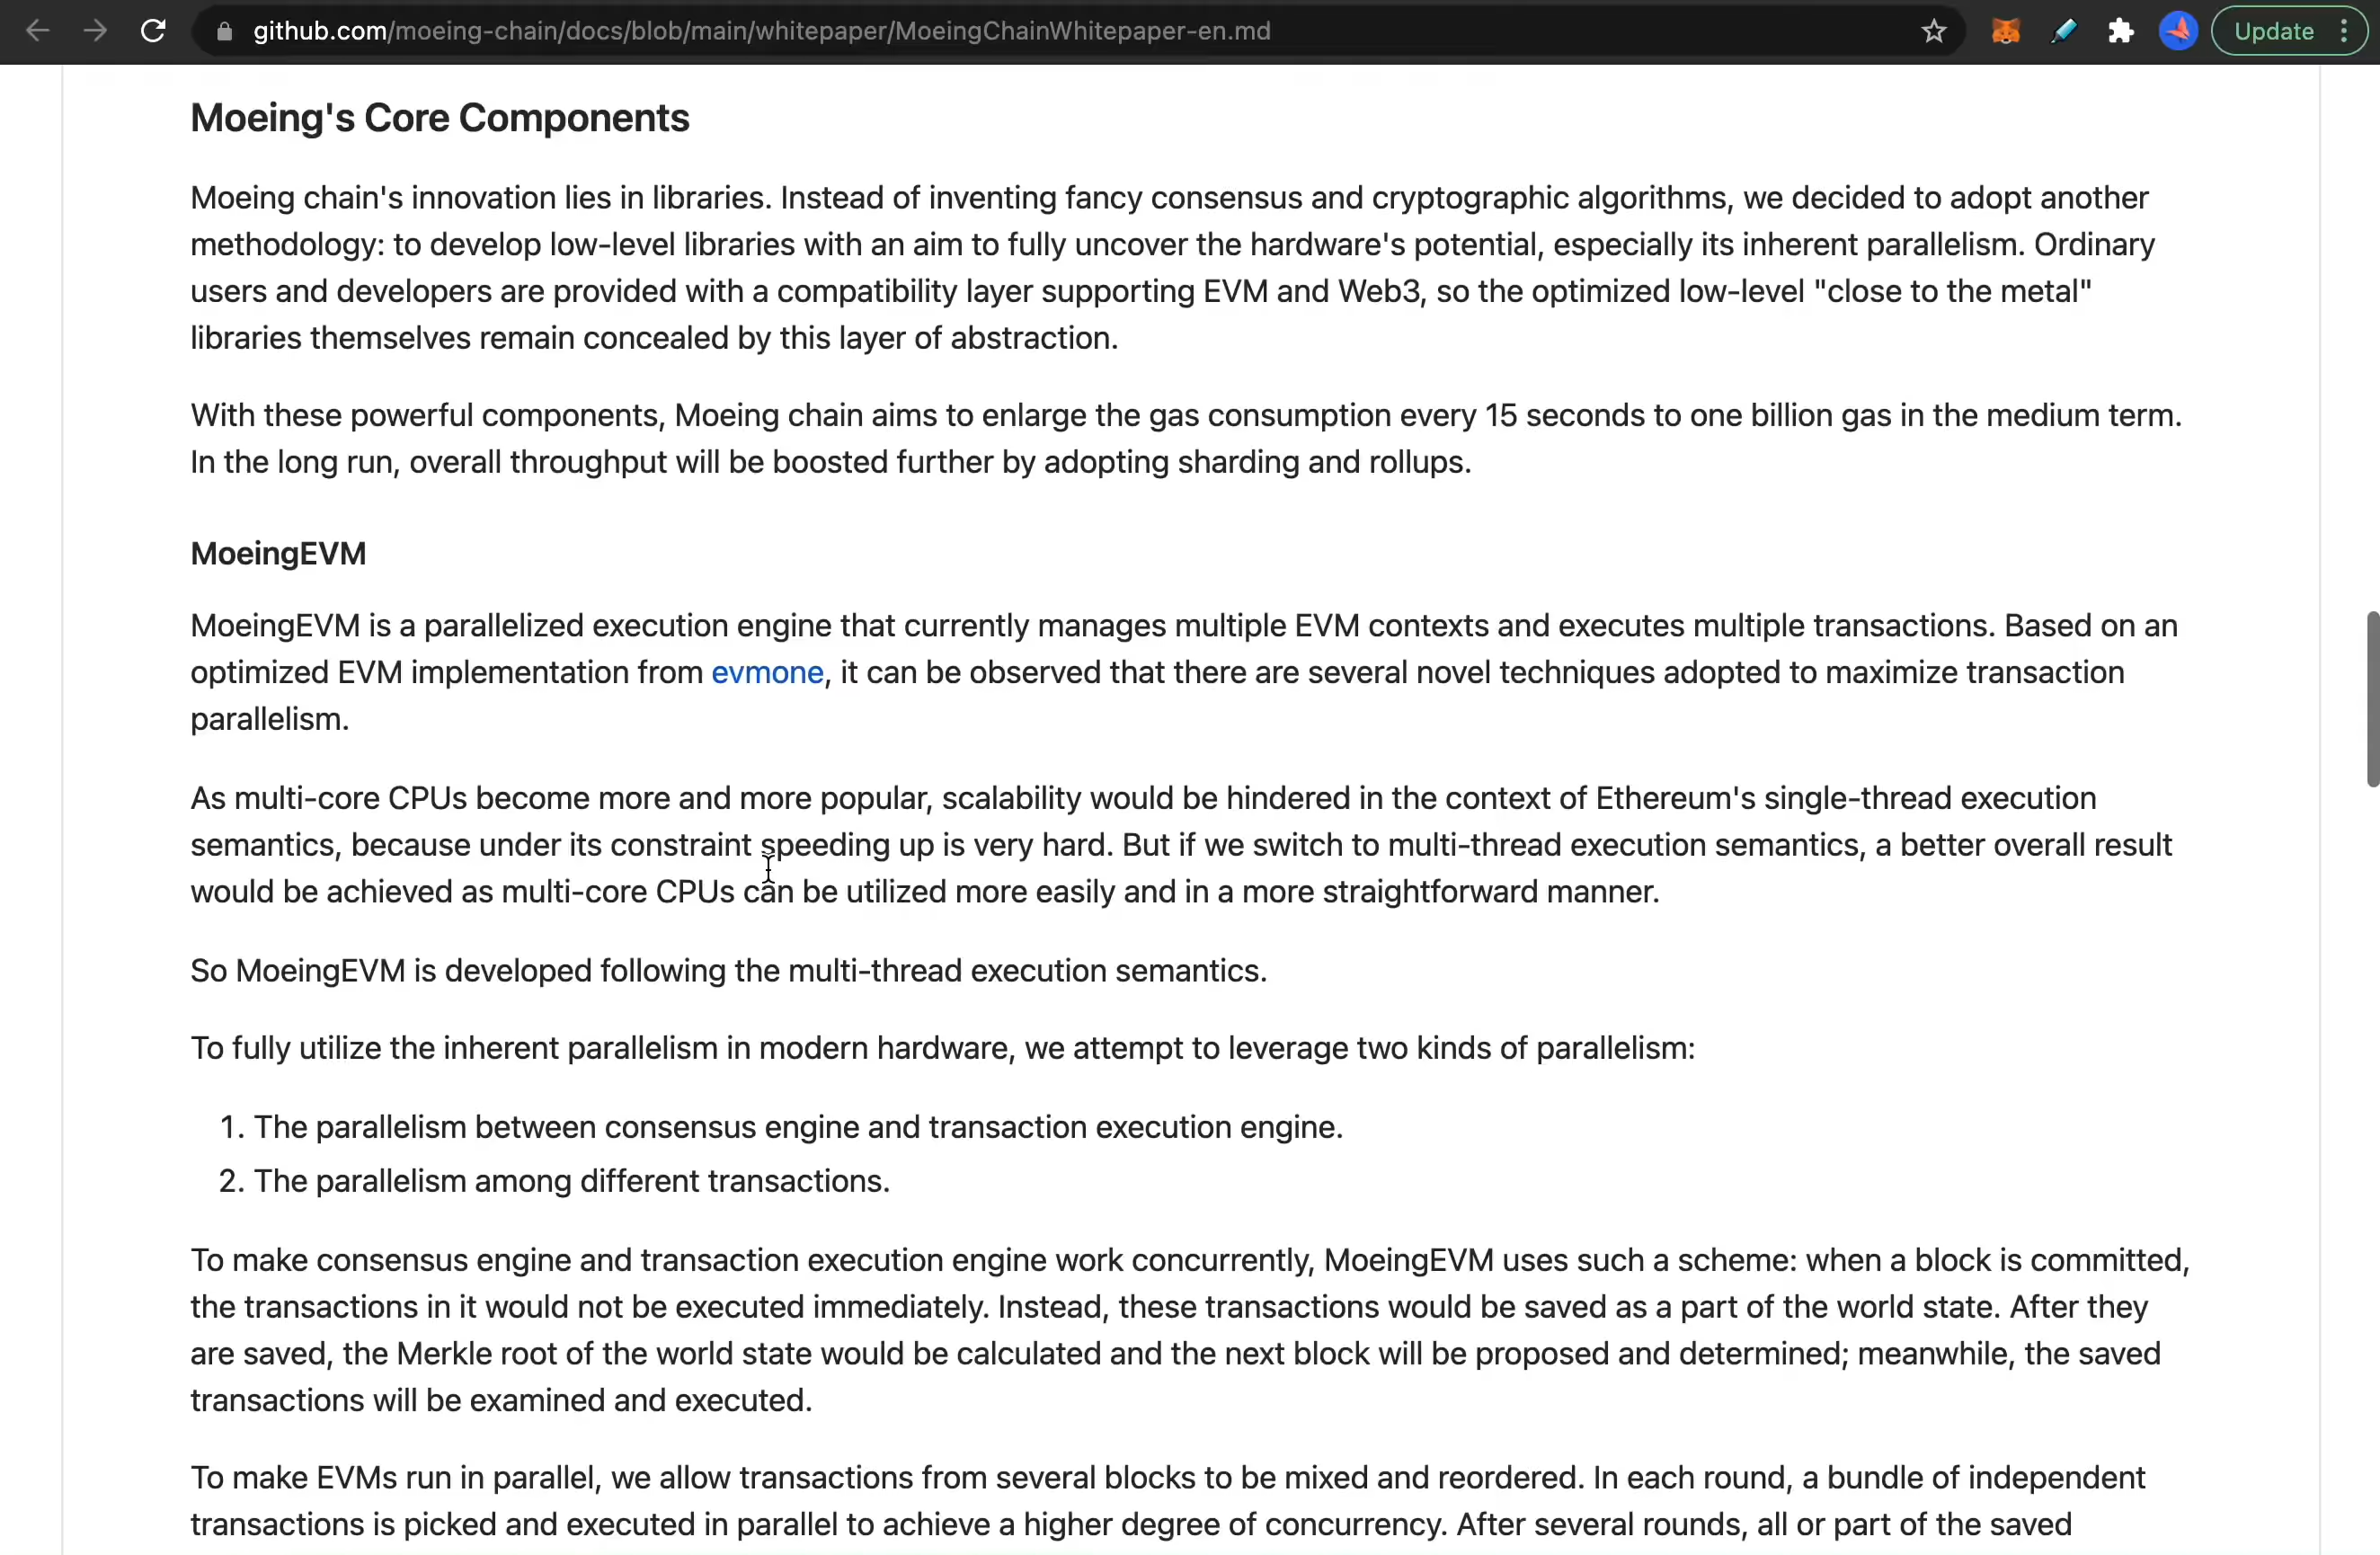 github.com/moeing-chain/docs/blob/main/whitepaper/MoeingChainWhitepaper-en.md
Update
Moeing's Core Components
Moeing chain's innovation lies in libraries. Instead of inventing fancy consensus and cryptographic algorithms, we decided to adopt another
methodology: to develop low-level libraries with an aim to fully uncover the hardware's potential, especially its inherent parallelism. Ordinary
users and developers are provided with a compatibility layer supporting EVM and Web3, so the optimized low-level "close to the metal"
libraries themselves remain concealed by this layer of abstraction.
With these powerful components, Moeing chain aims to enlarge the gas consumption every 15 seconds to one billion gas in the medium term.
In the long run, overall throughput will be boosted further by adopting sharding and rollups.
MoeingEVM
MoeingEVM is a parallelized execution engine that currently manages multiple EVM contexts and executes multiple transactions. Based on an
optimized EVM implementation from evmone, it can be observed that there are several novel techniques adopted to maximize transaction
parallelism.
As multi-core CPUs become more and more popular, scalability would be hindered in the context of Ethereum's single-thread execution
semantics, because under its constraint speeding up is very hard. But if we switch to multi-thread execution semantics, a better overall result
would be achieved as multi-core CPUs can be utilized more easily and in a more straightforward manner.
So MoeingEVM is developed following the multi-thread execution semantics.
To fully utilize the inherent parallelism in modern hardware, we attempt to leverage two kinds of parallelism:
1. The parallelism between consensus engine and transaction execution engine.
2. The parallelism among different transactions.
To make consensus engine and transaction execution engine work concurrently, MoeingEVM uses such a scheme: when a block is committed,
the transactions in it would not be executed immediately. Instead, these transactions would be saved as a part of the world state. After they
are saved, the Merkle root of the world state would be calculated and the next block will be proposed and determined; meanwhile, the saved
transactions will be examined and executed.
To make EVMs run in parallel, we allow transactions from several blocks to be mixed and reordered. In each round, a bundle of independent
transactions is picked and executed in parallel to achieve a higher degree of concurrency. After several rounds, all or part of the saved